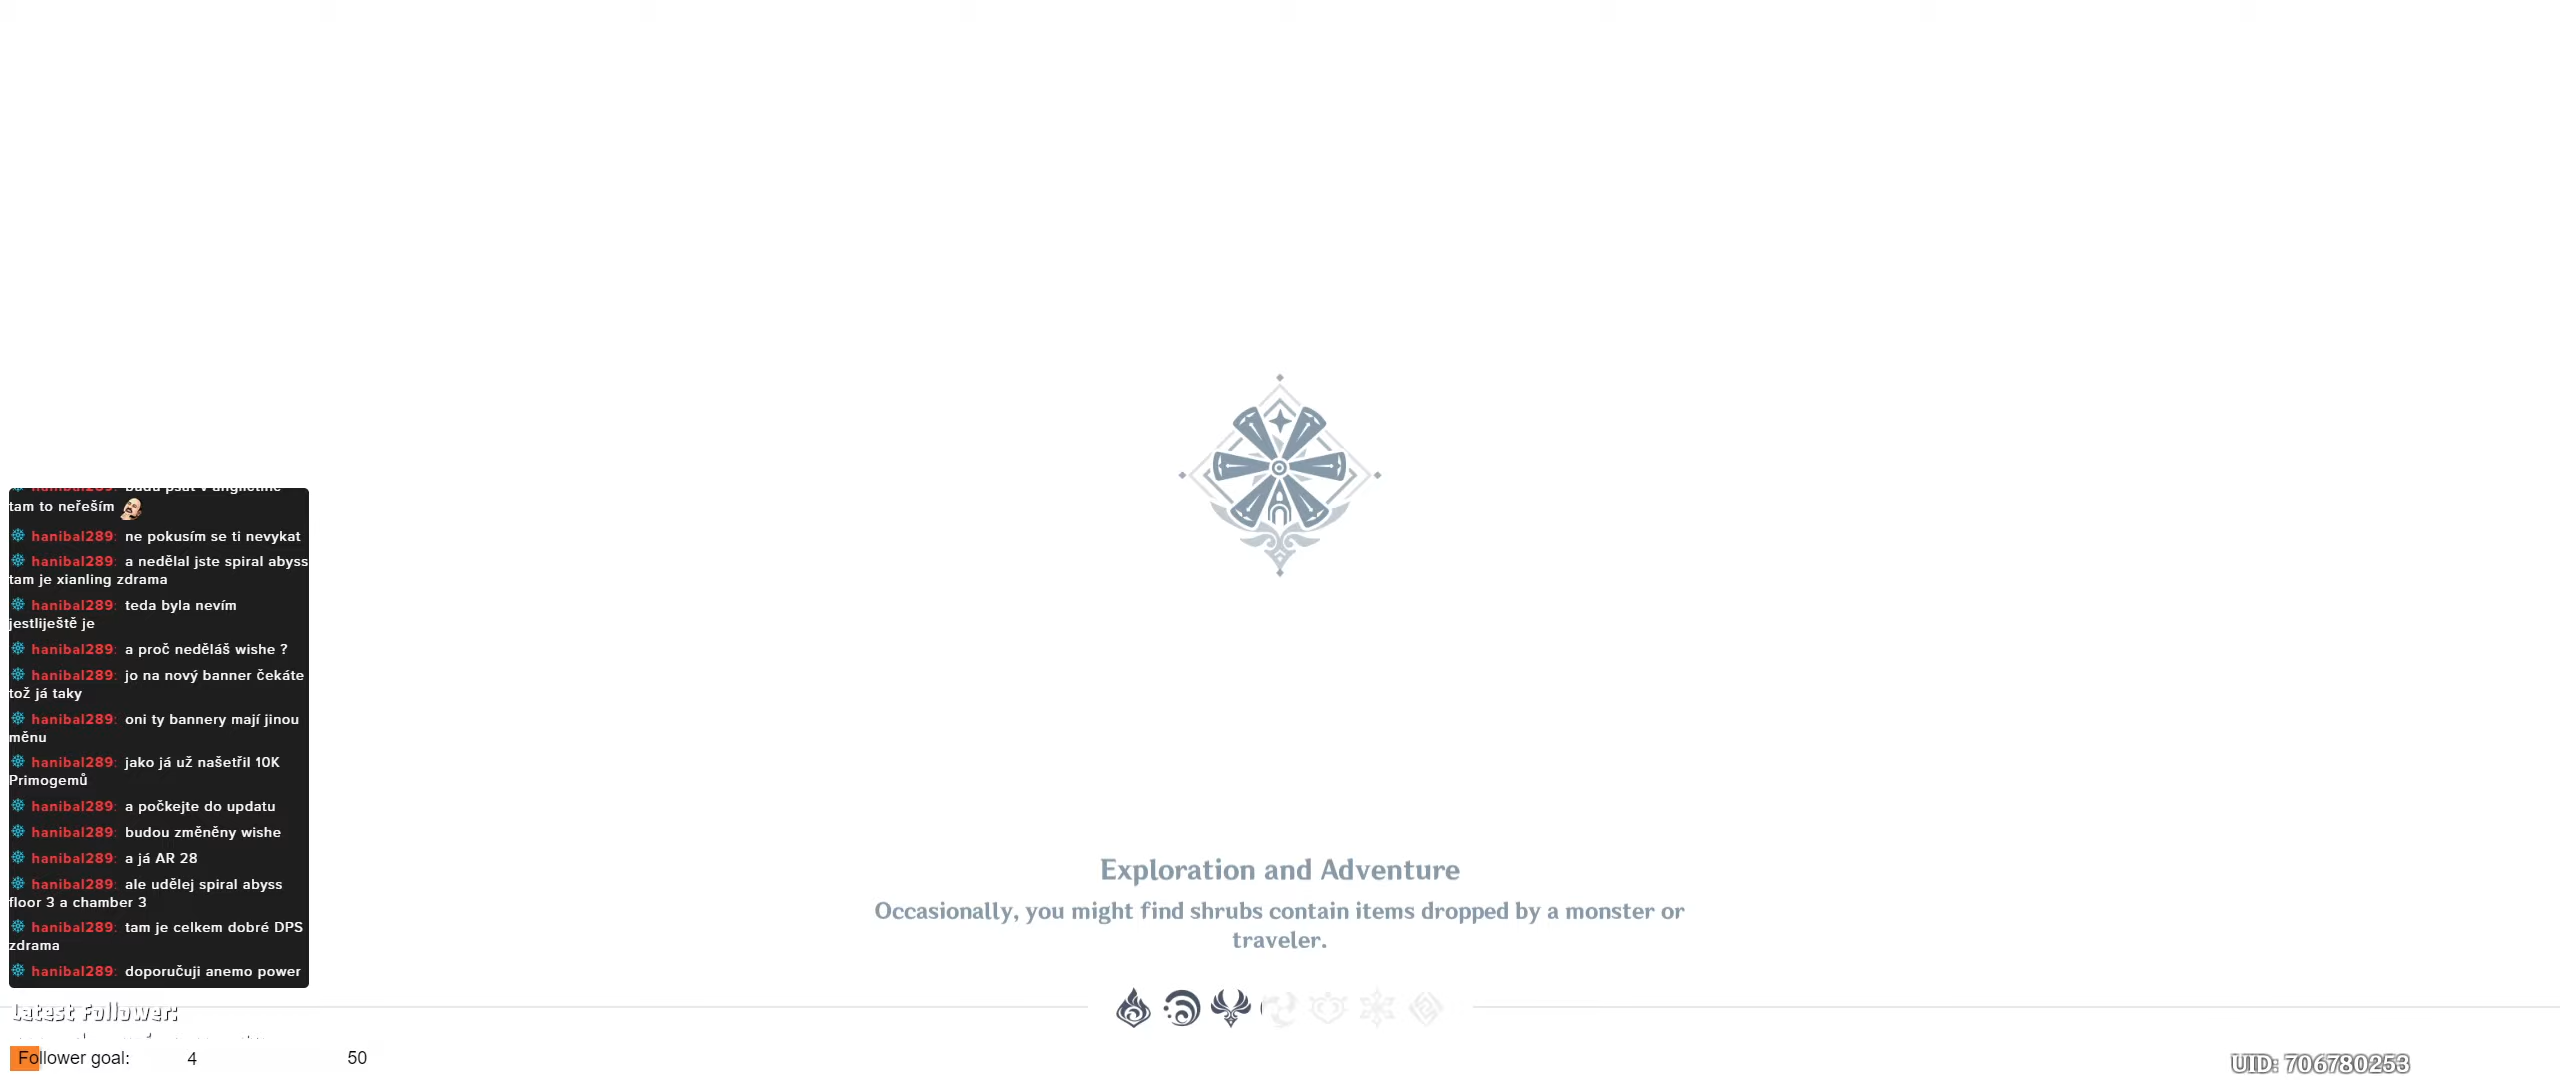 hanibal289: budu psát v angličtině
tam to neřeším
hanibal289: ne pokusím se ti nevykat
hanibal289: a nedělal jste spiral abyss
tam je xianling zdrama
hanibal289: teda byla nevím
jestliještě je
hanibal289: a proč neděláš wishe ?
hanibal289: jo na nový banner čekáte
tož já taky
hanibal289: oni ty bannery mají jinou
měnu
hanibal289: jako já už našetřil 10K
Primogemů
hanibal289: a počkejte do updatu
hanibal289: budou změněny wishe
hanibal289: a já AR 28
hanibal289: ale udělej spiral abyss
floor 3 a chamber 3
hanibal289: tam je celkem dobré DPS
zdrama
hanibal289: doporučuji anemo power
Exploration and Adventure
Occasionally, you might find shrubs contain items dropped by a monster or
traveler.
Latest Follower:
Follower goal: 4 50
UID: 706780253